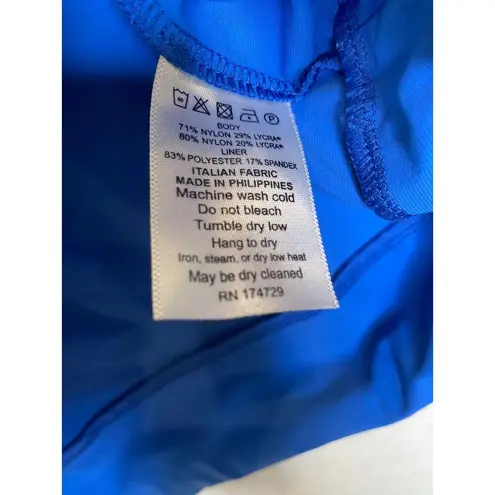 BODY
71% NYLON 29% LYCRA®
80% NYLON 20% LYCRA®
LINER
83% POLYESTER 17% SPANDEX
ITALIAN FABRIC
MADE IN PHILIPPINES
Machine wash cold
Do not bleach
Tumble dry low
Hang to dry
Iron, steam, or dry low heat
May be dry cleaned
RN 174729